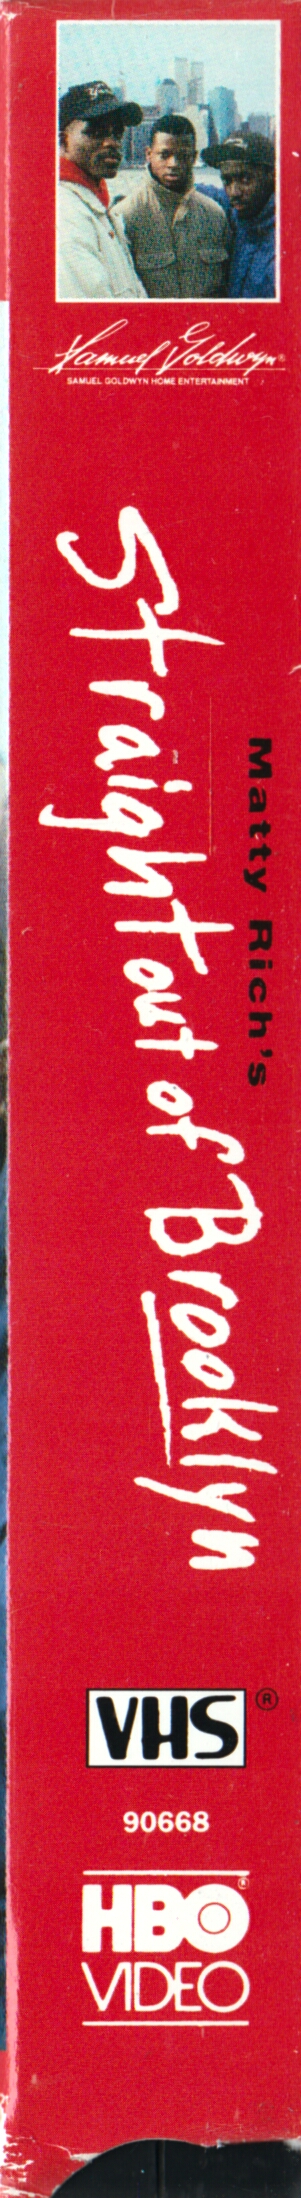 Samuel Goldwyn®
SAMUEL GOLDWYN HOME ENTERTAINMENT
Matty Rich's
Straight out of Brooklyn
VHS ®
90668
HBO®
VIDEO